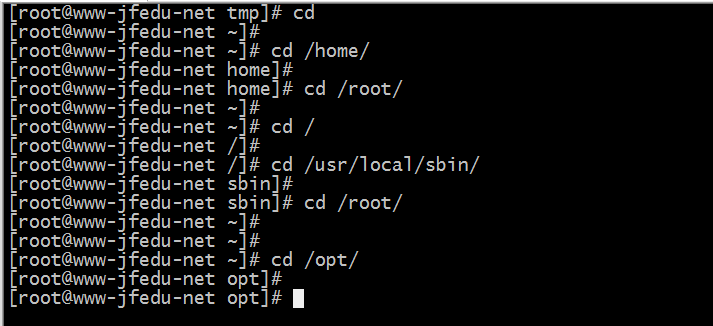 [root@www-jfedu-net tmp]# cd
[root@www-jfedu-net ~]#
[root@www-jfedu-net ~]# cd /home/
[root@www-jfedu-net home]#
[root@www-jfedu-net home]# cd /root/
[root@www-jfedu-net ~]#
[root@www-jfedu-net ~]# cd /
[root@www-jfedu-net /]#
[root@www-jfedu-net /]# cd /usr/local/sbin/
[root@www-jfedu-net sbin]#
[root@www-jfedu-net sbin]# cd /root/
[root@www-jfedu-net ~]#
[root@www-jfedu-net ~]#
[root@www-jfedu-net ~]# cd /opt/
[root@www-jfedu-net opt]#
[root@www-jfedu-net opt]#